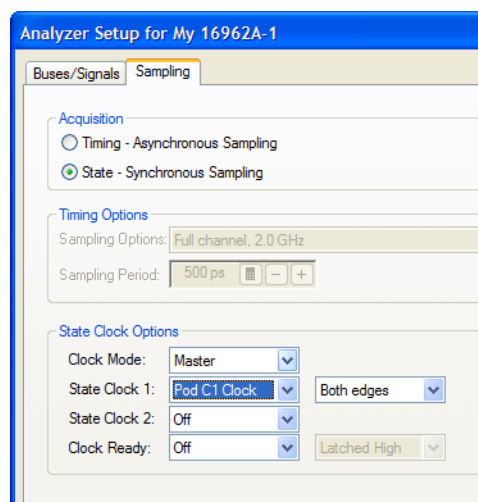 Analyzer Setup for My 16962A-1
Buses/Signals Sampling
Acquisition
Timing - Asynchronous Sampling
State - Synchronous Sampling
Timing Options
Sampling Options: Full channel, 2.0 GHz
Sampling Period: 500 ps
State Clock Options
Clock Mode: Master
State Clock 1: Pod C1 Clock Both edges
State Clock 2: Off
Clock Ready: Off Latched High